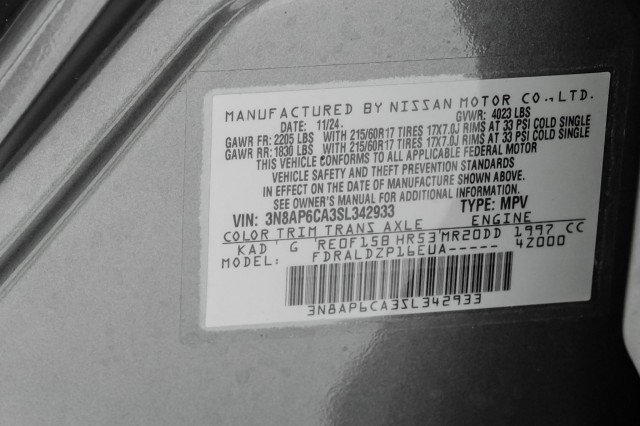 MANUFACTURED BY NISSAN MOTOR CO., LTD.
DATE: 11/24. GVWR: 4023 LBS
GAWR FR: 2205 LBS WITH 215/60R17 TIRES 17X7.0J RIMS AT 33 PSI COLD SINGLE
GAWR RR: 1830 LBS WITH 215/60R17 TIRES 17X7.0J RIMS AT 33 PSI COLD SINGLE
THIS VEHICLE CONFORMS TO ALL APPLICABLE FEDERAL MOTOR
VEHICLE SAFETY AND THEFT PREVENTION STANDARDS
IN EFFECT ON THE DATE OF MANUFACTURE SHOWN ABOVE.
SEE OWNER'S MANUAL FOR ADDITIONAL INFORMATION.
VIN: 3N8AP6CA3SL342933 TYPE: MPV
COLOR TRIM TRANS AXLE ENGINE
KAD G RE0F15B HR53 MR20DD 1997 CC
MODEL: FDRALDZP16EUA----- 42000
3N8AP6CA3SL342933